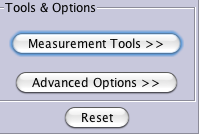 Tools & Options
Measurement Tools >>
Advanced Options >>
Reset